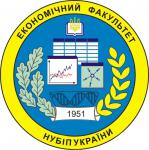 ЕКОНОМІЧНИЙ ФАКУЛЬТЕТ
1951
НУБІП УКРАЇНИ